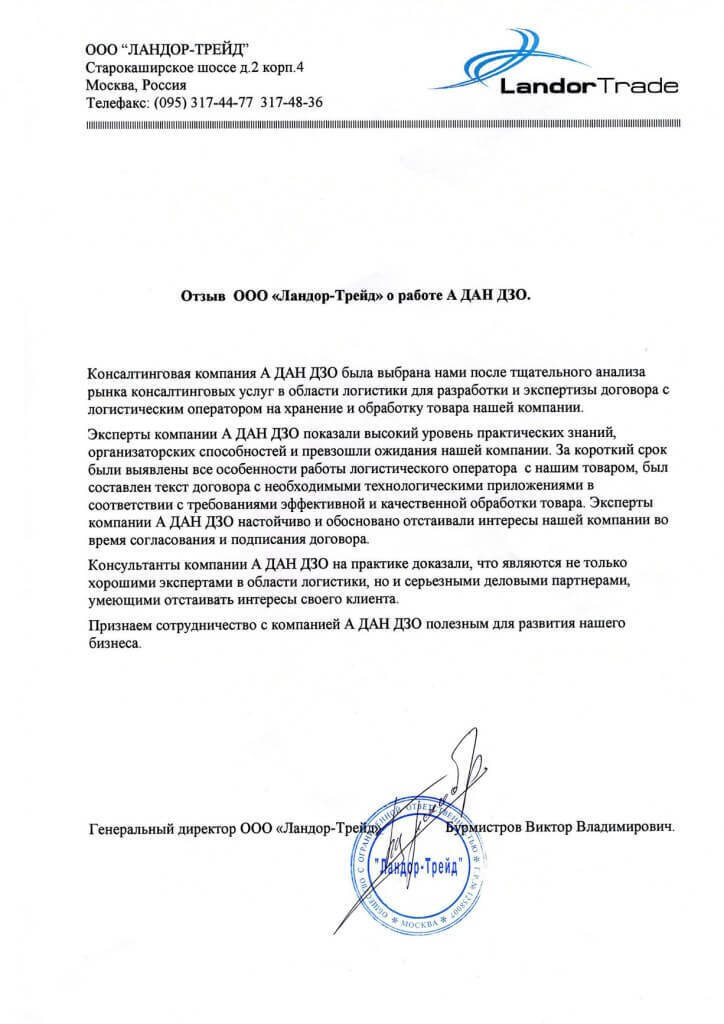 ООО “ЛАНДОР-ТРЕЙД”
Старокаширское шоссе д.2 корп.4
Москва, Россия
Телефакс: (095) 317-44-77 317-48-36
LandorTrade
Отзыв ООО «Ландор-Трейд» о работе А ДАН ДЗО.
Консалтинговая компания А ДАН ДЗО была выбрана нами после тщательного анализа
рынка консалтинговых услуг в области логистики для разработки и экспертизы договора с
логистическим оператором на хранение и обработку товара нашей компании.
Эксперты компании А ДАН ДЗО показали высокий уровень практических знаний,
организаторских способностей и превзошли ожидания нашей компании. За короткий срок
были выявлены все особенности работы логистического оператора с нашим товаром, был
составлен текст договора с необходимыми технологическими приложениями в
соответствии с требованиями эффективной и качественной обработки товара. Эксперты
компании А ДАН ДЗО настойчиво и обосновано отстаивали интересы нашей компании во
время согласования и подписания договора.
Консультанты компании А ДАН ДЗО на практике доказали, что являются не только
хорошими экспертами в области логистики, но и серьезными деловыми партнерами,
умеющими отстаивать интересы своего клиента.
Признаем сотрудничество с компанией А ДАН ДЗО полезным для развития нашего
бизнеса.
Генеральный директор ООО «Ландор-Трейд» Бурмистров Виктор Владимирович.
ОБЩЕСТВО С ОГРАНИ�ченной ОТВЕТСТВЕННОСТЬЮ * Г.Р.№ 1258007 * МОСКВА *
"Ландор-Трейд"